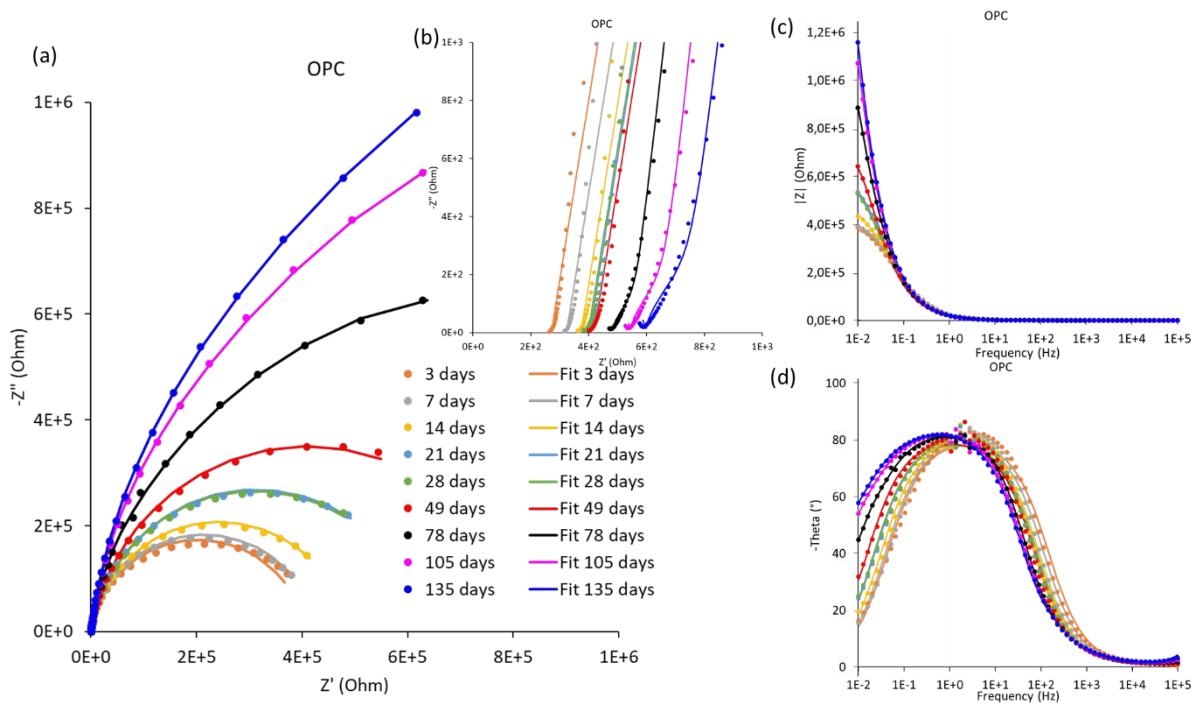 (a)
OPC
1E+6
8E+5
6E+5
4E+5
2E+5
0E+0
-Z'' (Ohm)
0E+0 2E+5 4E+5 6E+5 8E+5 1E+6
Z' (Ohm)
3 days Fit 3 days
7 days Fit 7 days
14 days Fit 14 days
21 days Fit 21 days
28 days Fit 28 days
49 days Fit 49 days
78 days Fit 78 days
105 days Fit 105 days
135 days Fit 135 days
(b)
OPC
1E+3
8E+2
6E+2
4E+2
2E+2
0E+0
-Z'' (Ohm)
0E+0 2E+2 4E+2 6E+2 8E+2 1E+3
Z' (Ohm)
(c)
OPC
1,2E+6
1,0E+6
8,0E+5
6,0E+5
4,0E+5
2,0E+5
0,0E+0
|Z| (Ohm)
1E-2 1E-1 1E+0 1E+1 1E+2 1E+3 1E+4 1E+5
Frequency (Hz)
(d)
OPC
100
80
60
40
20
0
-Theta (°)
1E-2 1E-1 1E+0 1E+1 1E+2 1E+3 1E+4 1E+5
Frequency (Hz)